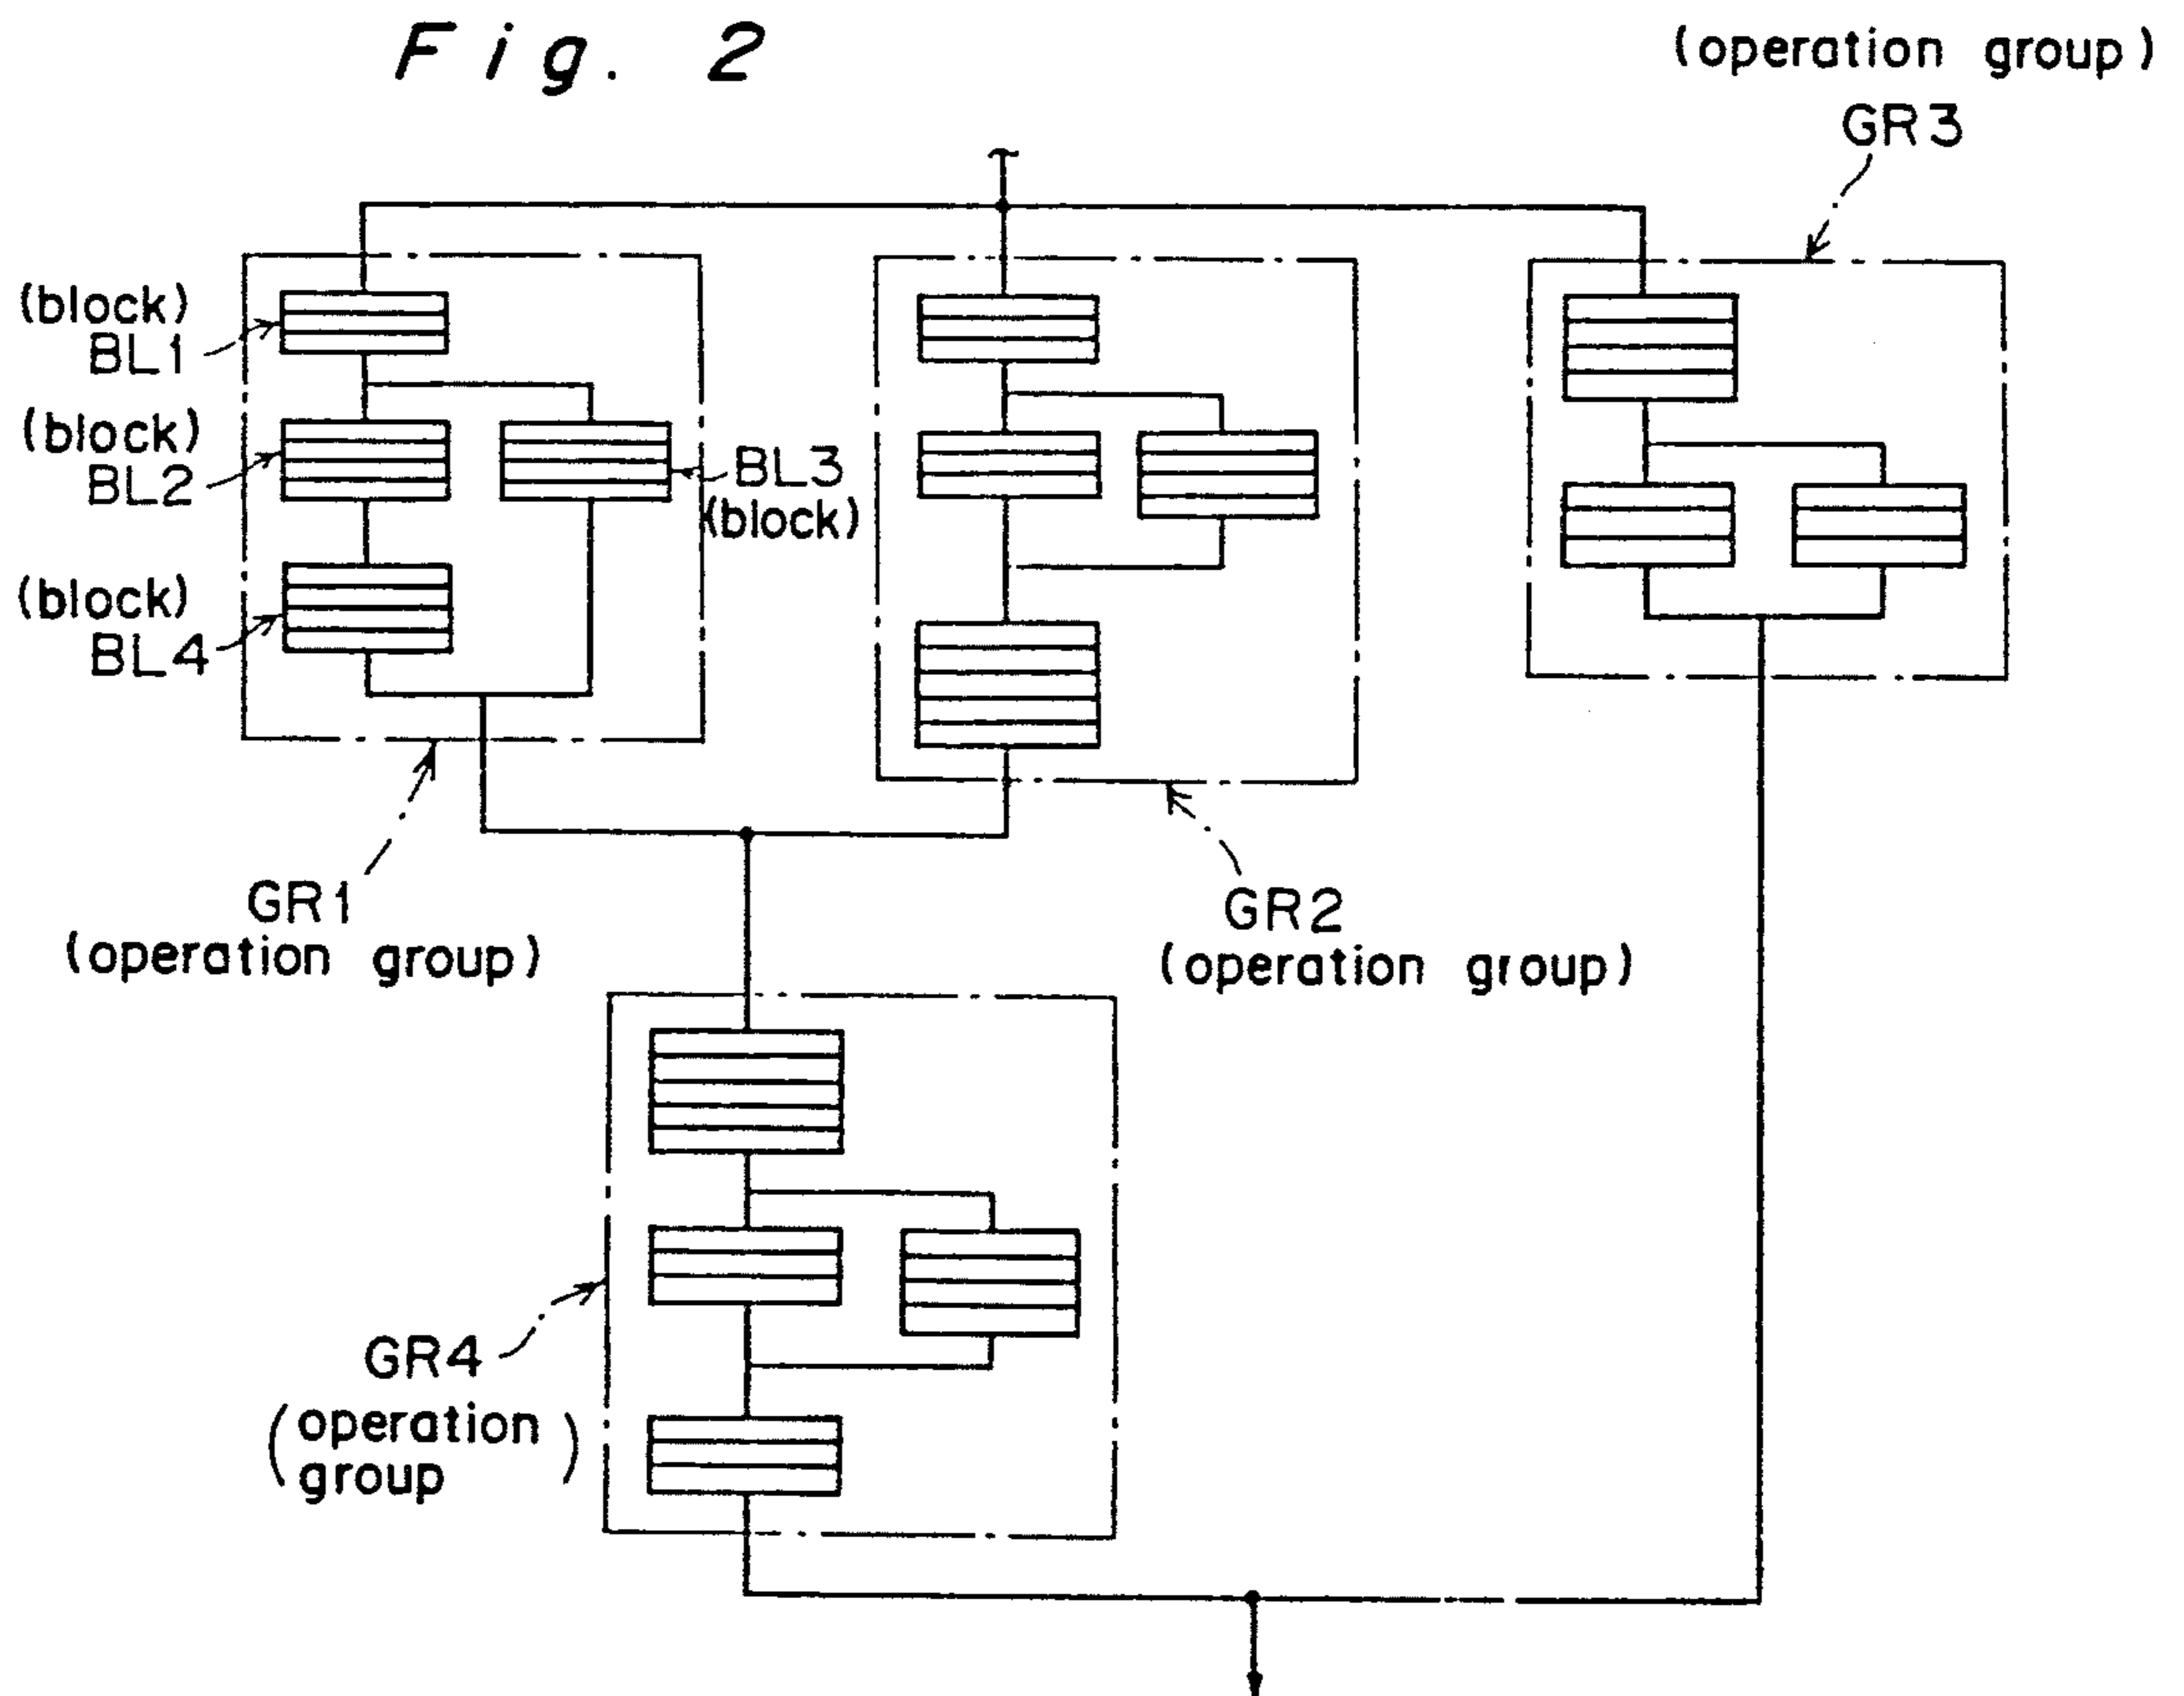 Fig. 2
(operation group)
GR3
(block)
BL1
(block)
BL2
BL3
(block)
(block)
BL4
GR1
(operation group)
GR2
(operation group)
GR4
(operation
group)